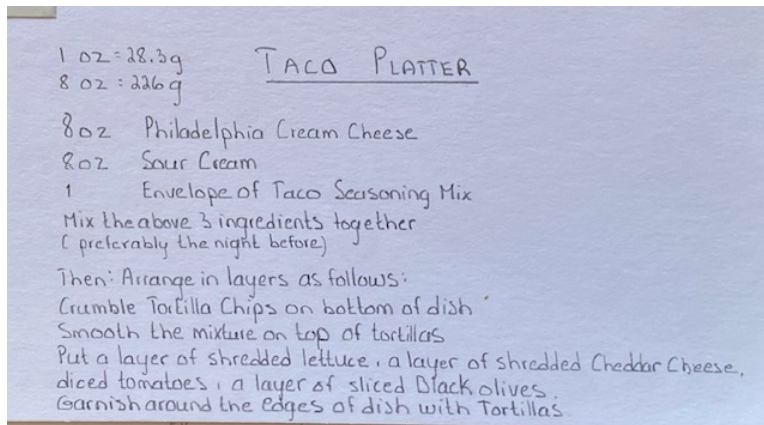 1 oz = 28.3g
TACO PLATTER
8 oz : 226g
8oz Philadelphia Cream Cheese
8oz Sour Cream
1 Envelope of Taco Seasoning Mix
Mix the above 3 ingredients together
( preferably the night before)
Then: Arrange in layers as follows:
Crumble Tortilla Chips on bottom of dish
Smooth the mixture on top of tortillas
Put a layer of shredded lettuce, a layer of shredded Cheddar Cheese,
diced tomatoes, a layer of sliced Black olives.
Garnish around the edges of dish with Tortillas